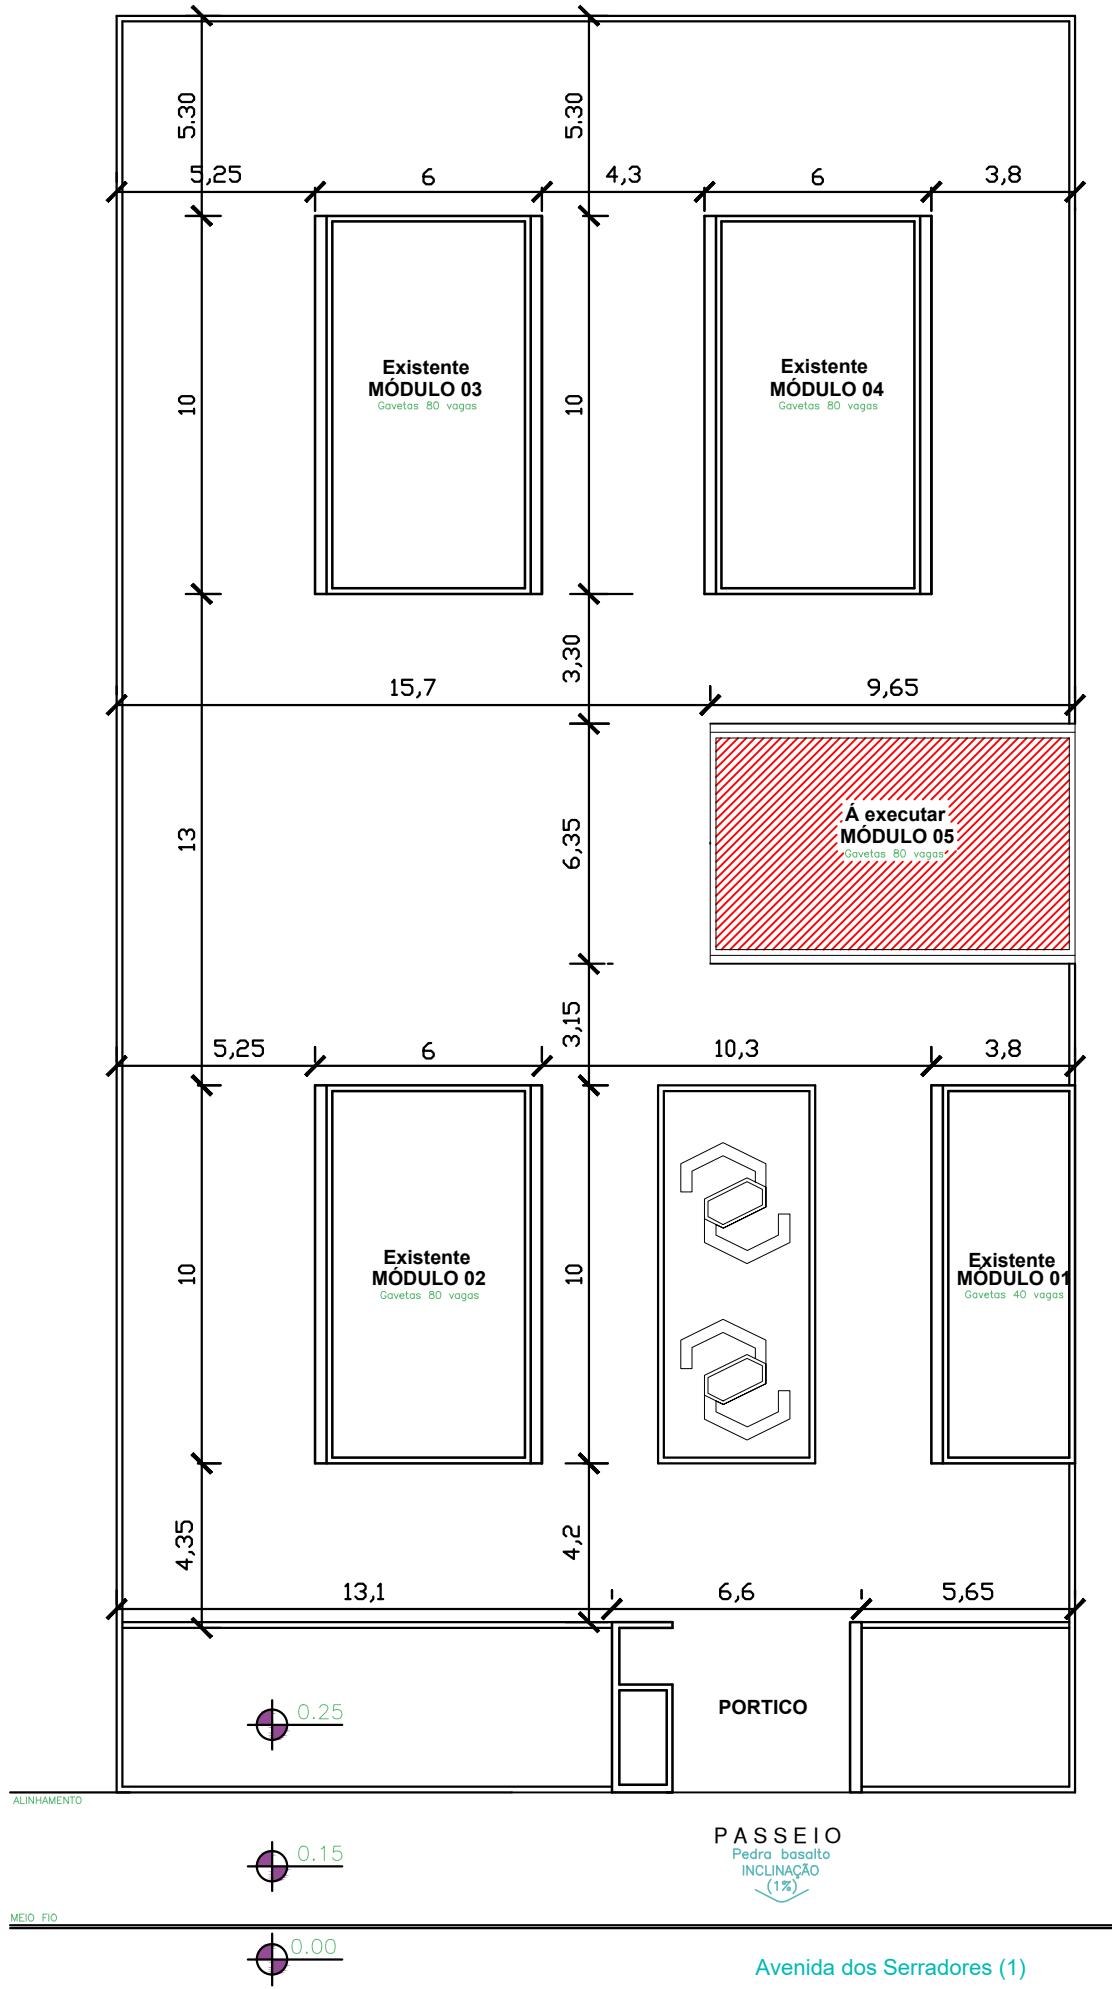 5.30
5.30
5,25
6
4,3
6
3,8
Existente
MÓDULO 03
Gavetas 80 vagas
Existente
MÓDULO 04
Gavetas 80 vagas
10
10
3,30
15,7
9,65
13
6,35
Á executar
MÓDULO 05
Gavetas 80 vagas
3,15
5,25
6
10,3
3,8
10
10
Existente
MÓDULO 02
Gavetas 80 vagas
Existente
MÓDULO 01
Gavetas 40 vagas
4,35
4,2
13,1
6,6
5,65
0.25
PORTICO
ALINHAMENTO
0.15
PASSEIO
Pedra basalto
INCLINAÇÃO
(1%)
MEIO FIO
0.00
Avenida dos Serradores (1)